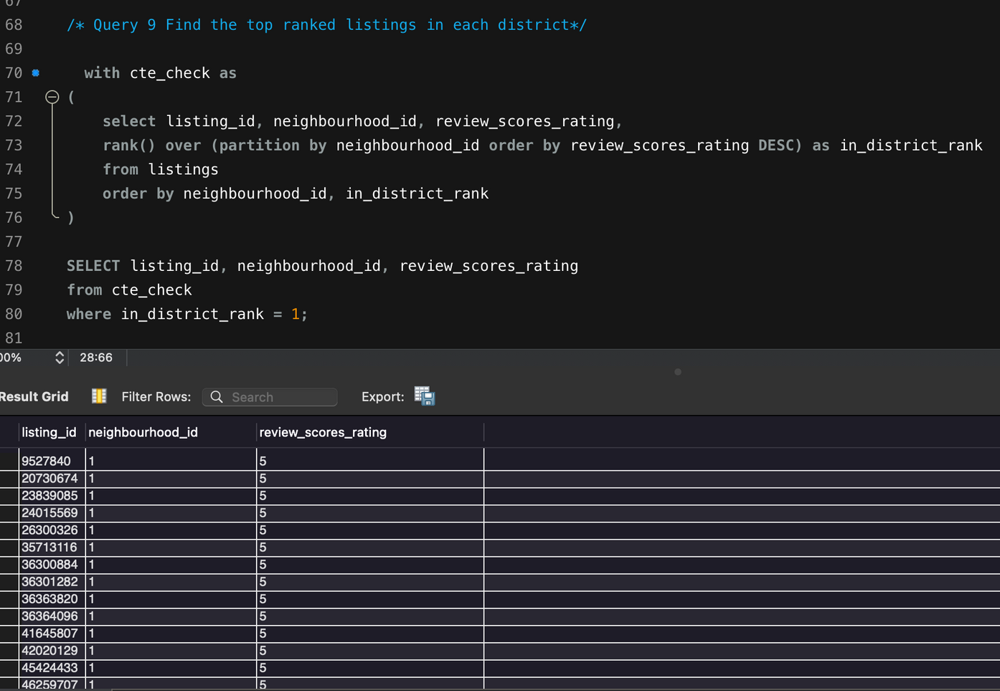 67
68 /* Query 9 Find the top ranked listings in each district*/
69
70 with cte_check as
71 (
72 select listing_id, neighbourhood_id, review_scores_rating,
73 rank() over (partition by neighbourhood_id order by review_scores_rating DESC) as in_district_rank
74 from listings
75 order by neighbourhood_id, in_district_rank
76 )
77
78 SELECT listing_id, neighbourhood_id, review_scores_rating
79 from cte_check
80 where in_district_rank = 1;
81
00% 28:66
Result Grid Filter Rows: Search Export:
listing_id neighbourhood_id review_scores_rating
9527840 1 5
20730674 1 5
23839085 1 5
24015569 1 5
26300326 1 5
35713116 1 5
36300884 1 5
36301282 1 5
36363820 1 5
36364096 1 5
41645807 1 5
42020129 1 5
45424433 1 5
46259707 1 5